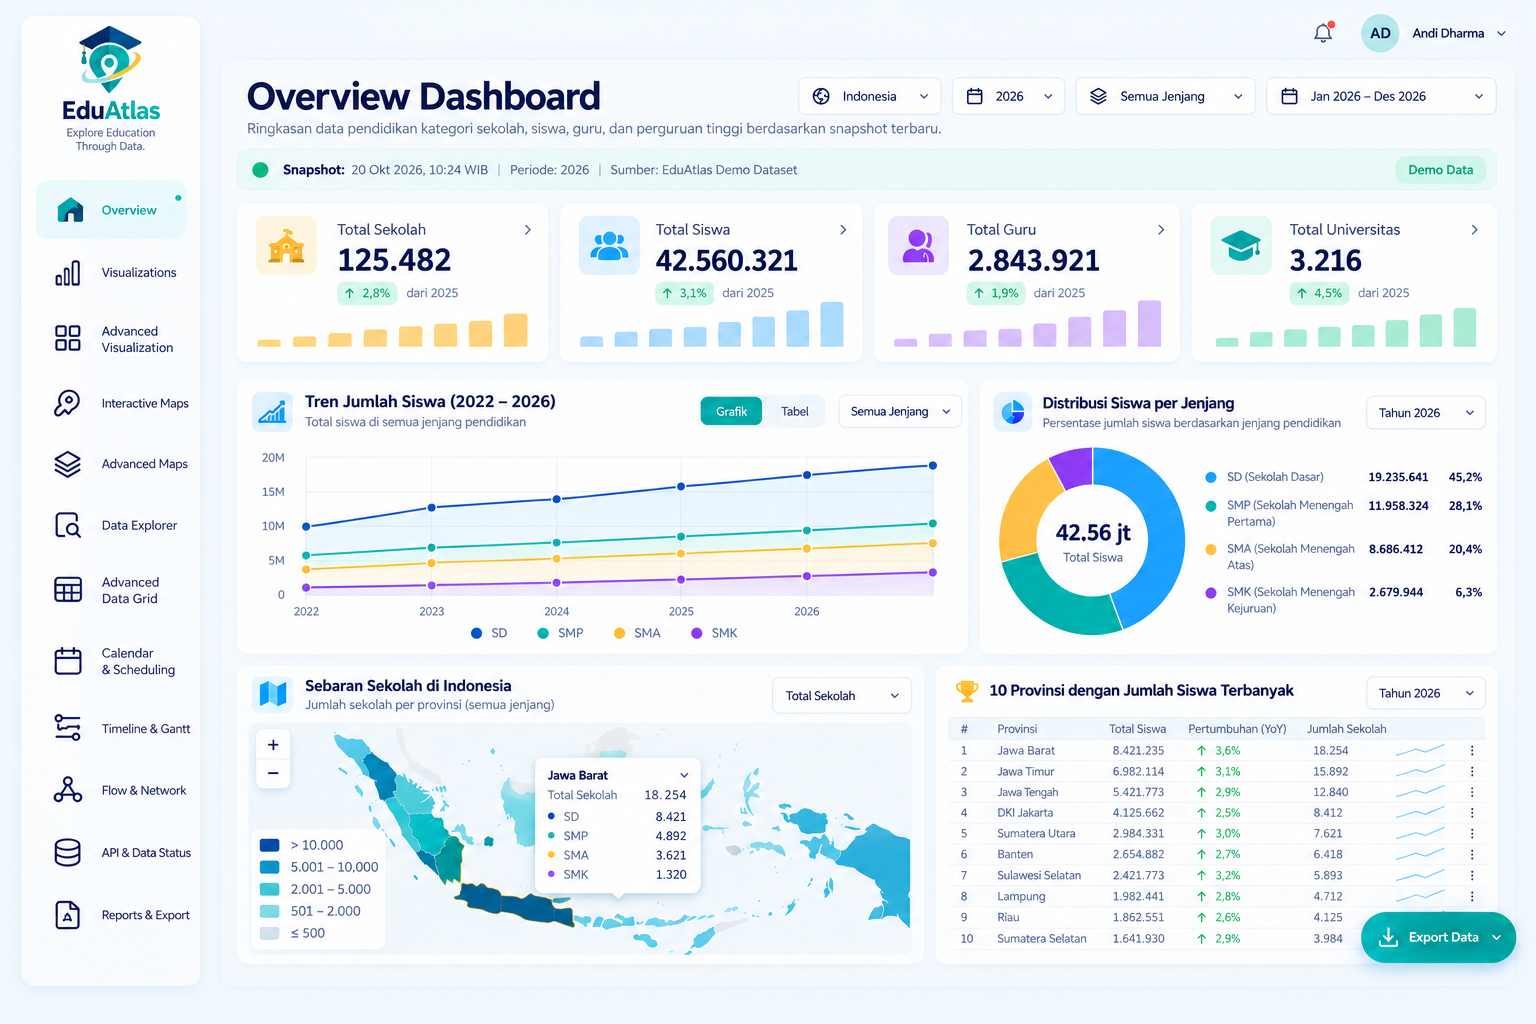 EduAtlas
Explore Education
Through Data.
Overview
Visualizations
Advanced
Visualization
Interactive Maps
Advanced Maps
Data Explorer
Advanced
Data Grid
Calendar
& Scheduling
Timeline & Gantt
Flow & Network
API & Data Status
Reports & Export
AD Andi Dharma
Overview Dashboard
Ringkasan data pendidikan kategori sekolah, siswa, guru, dan perguruan tinggi berdasarkan snapshot terbaru.
Indonesia
2026
Semua Jenjang
Jan 2026 – Des 2026
Snapshot: 20 Okt 2026, 10:24 WIB | Periode: 2026 | Sumber: EduAtlas Demo Dataset
Demo Data
Total Sekolah
125.482
↑ 2,8% dari 2025
Total Siswa
42.560.321
↑ 3,1% dari 2025
Total Guru
2.843.921
↑ 1,9% dari 2025
Total Universitas
3.216
↑ 4,5% dari 2025
Tren Jumlah Siswa (2022 – 2026)
Total siswa di semua jenjang pendidikan
Grafik
Tabel
Semua Jenjang
20M
15M
10M
5M
0
2022 2023 2024 2025 2026
SD SMP SMA SMK
Distribusi Siswa per Jenjang
Persentase jumlah siswa berdasarkan jenjang pendidikan
Tahun 2026
42.56 jt
Total Siswa
SD (Sekolah Dasar) 19.235.641 45,2%
SMP (Sekolah Menengah 11.958.324 28,1%
Pertama)
SMA (Sekolah Menengah 8.686.412 20,4%
Atas)
SMK (Sekolah Menengah 2.679.944 6,3%
Kejuruan)
Sebaran Sekolah di Indonesia
Jumlah sekolah per provinsi (semua jenjang)
Total Sekolah
+
−
Jawa Barat
Total Sekolah 18.254
SD 8.421
SMP 4.892
SMA 3.621
SMK 1.320
> 10.000
5.001 – 10,000
2.001 – 5.000
501 – 2.000
≤ 500
10 Provinsi dengan Jumlah Siswa Terbanyak
Tahun 2026
# Provinsi Total Siswa Pertumbuhan (YoY) Jumlah Sekolah
1 Jawa Barat 8.421.235 ↑ 3,6% 18.254
2 Jawa Timur 6.982.114 ↑ 3,1% 15.892
3 Jawa Tengah 5.421.773 ↑ 2,9% 12.840
4 DKI Jakarta 4.125.662 ↑ 2,5% 8.412
5 Sumatera Utara 2.984.331 ↑ 3,0% 7.621
6 Banten 2.654.882 ↑ 2,7% 6.418
7 Sulawesi Selatan 2.421.773 ↑ 3,2% 5.893
8 Lampung 1.982.441 ↑ 2,8% 4.712
9 Riau 1.862.551 ↑ 2,6% 4.125
10 Sumatera Selatan 1.641.930 ↑ 2,9% 3.984
Export Data